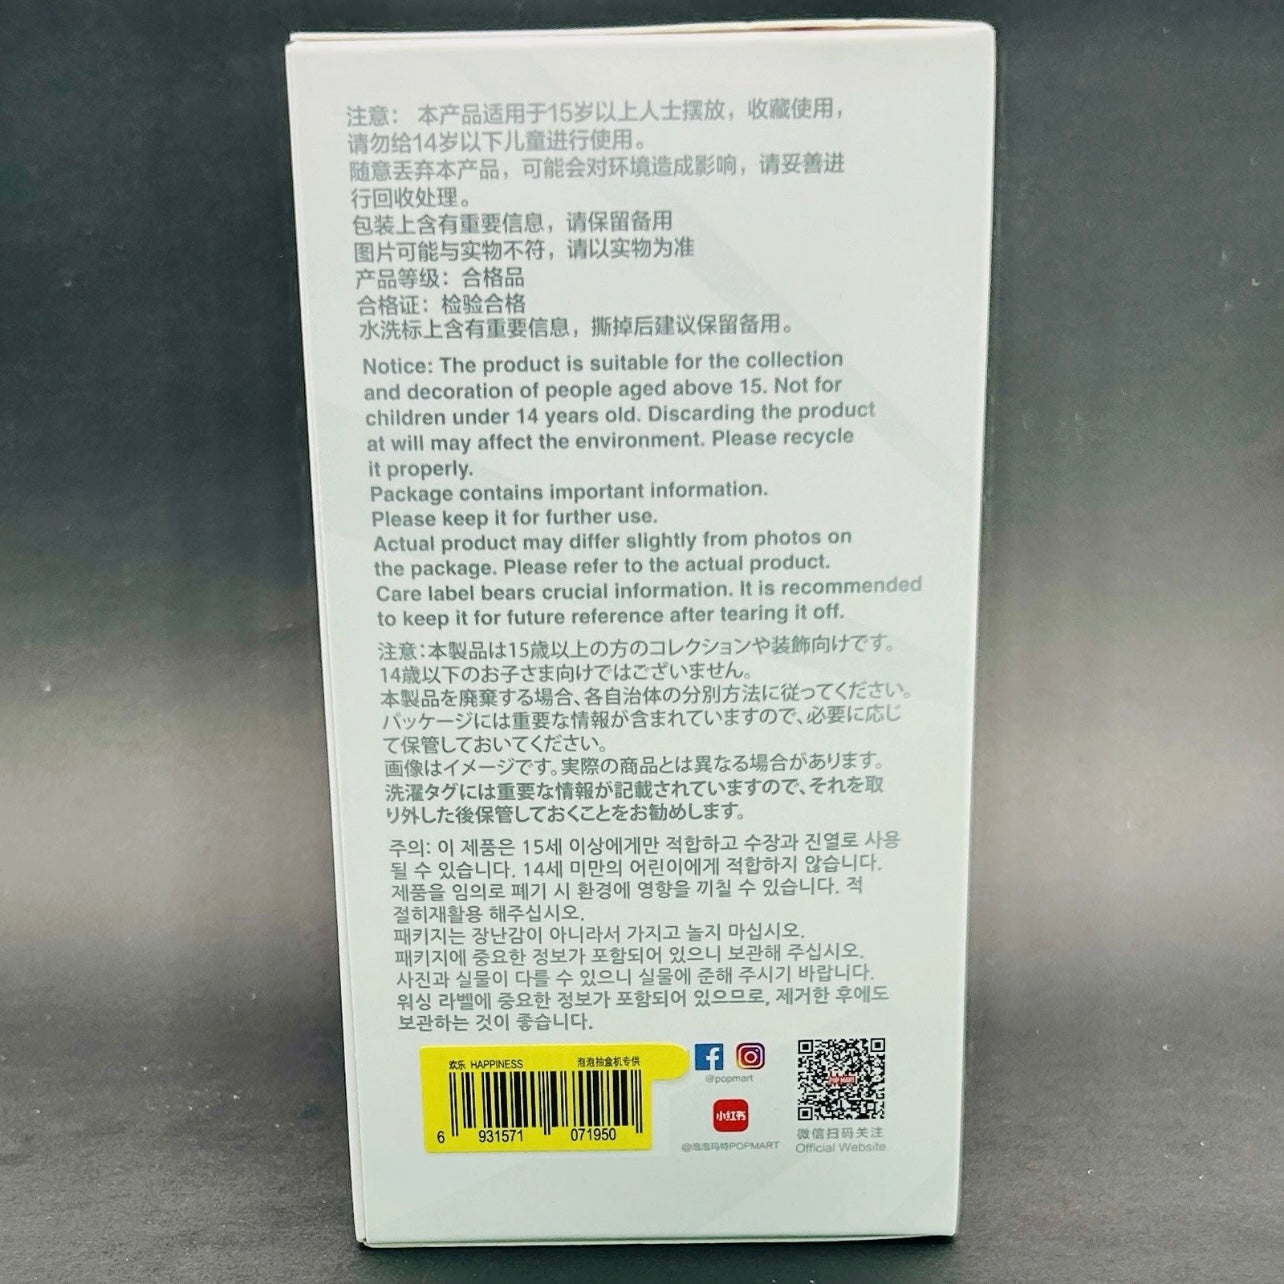 注意： 本产品适用于15岁以上人士摆放，收藏使用，
请勿给14岁以下儿童进行使用。
随意丢弃本产品，可能会对环境造成影响，请妥善进
行回收处理。
包装上含有重要信息，请保留备用
图片可能与实物不符，请以实物为准
产品等级：合格品
合格证：检验合格
水洗标上含有重要信息，撕掉后建议保留备用。
Notice: The product is suitable for the collection
and decoration of people aged above 15. Not for
children under 14 years old. Discarding the product
at will may affect the environment. Please recycle
it properly.
Package contains important information.
Please keep it for further use.
Actual product may differ slightly from photos on
the package. Please refer to the actual product.
Care label bears crucial information. It is recommended
to keep it for future reference after tearing it off.
注意：本製品は15歳以上の方のコレクションや装飾向けです。
14歳以下のお子さま向けではございません。
本製品を廃棄する場合、各自治体の分別方法に従ってください。
パッケージには重要な情報が含まれていますので、必要に応じ
て保管しておいてください。
画像はイメージです。実際の商品とは異なる場合があります。
洗濯タグには重要な情報が記載されていますので、それを取
り外した後保管しておくことをお勧めします。
주의: 이 제품은 15세 이상에게만 적합하고 수장과 진열로 사용
될 수 있습니다. 14세 미만의 어린이에게 적합하지 않습니다.
제품을 임의로 폐기 시 환경에 영향을 끼칠 수 있습니다. 적
절히재활용 해주십시오.
패키지는 장난감이 아니라서 가지고 놀지 마십시오.
패키지에 중요한 정보가 포함되어 있으니 보관해 주십시오.
사진과 실물이 다를 수 있으니 실물에 준해 주시기 바랍니다.
워싱 라벨에 중요한 정보가 포함되어 있으므로, 제거한 후에도
보관하는 것이 좋습니다.
欢乐 HAPPINESS 泡泡抽盒机专供
6 931571 071950
@popmart
小红书
@泡泡玛特POPMART
POP MART
微信扫码关注
Official Website